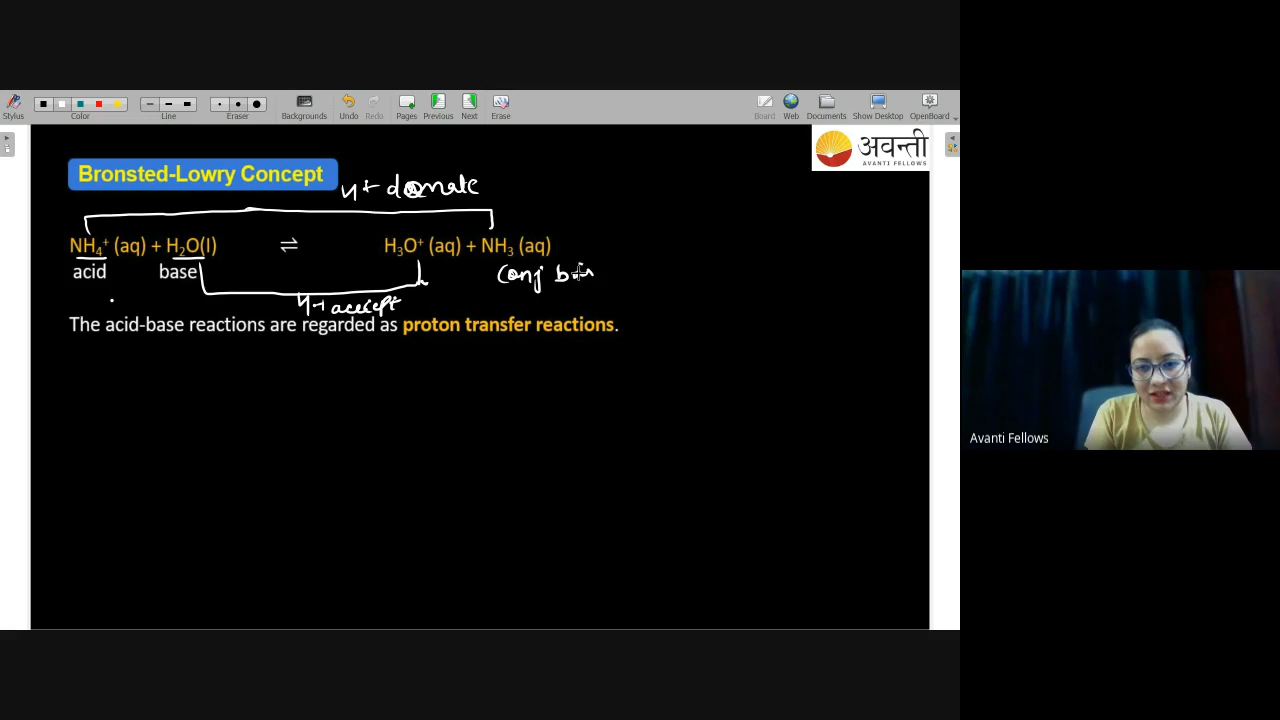 Stylus Color Line Eraser Backgrounds Undo Redo Pages Previous Next Erase Board Web Documents Show Desktop OpenBoard
अवन्ती
AVANTI FELLOWS
Bronsted-Lowry Concept
H+ donate
NH₄⁺ (aq) + H₂O(l) ⇌ H₃O⁺ (aq) + NH₃ (aq)
acid base
Conj
H+ accept
The acid-base reactions are regarded as proton transfer reactions.
Avanti Fellows